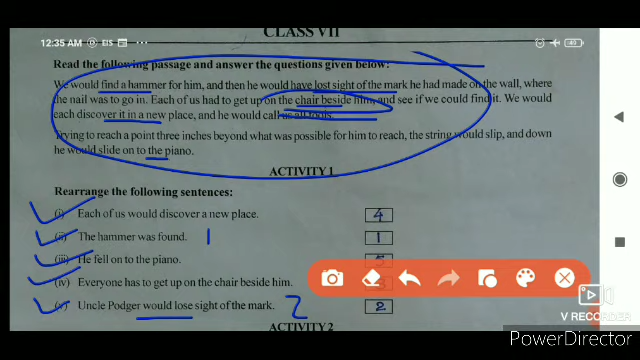 CLASS VII
12:35 AM
Read the following passage and answer the questions given below:
We would find a hammer for him, and then he would have lost sight of the mark he had made on the wall, where
the nail was to go in. Each of us had to get up on the chair beside him, and see if we could find it. We would
each discover it in a new place, and he would call us all fools.
Trying to reach a point three inches beyond what was possible for him to reach, the string would slip, and down
he would slide on to the piano.
ACTIVITY 1
Rearrange the following sentences:
(i) Each of us would discover a new place. 4
(ii) The hammer was found. 1 1
(iii) He fell on to the piano. 5
(iv) Everyone has to get up on the chair beside him. 3
(v) Uncle Podger would lose sight of the mark. 2 2
ACTIVITY 2
V RECORDER
PowerDirector